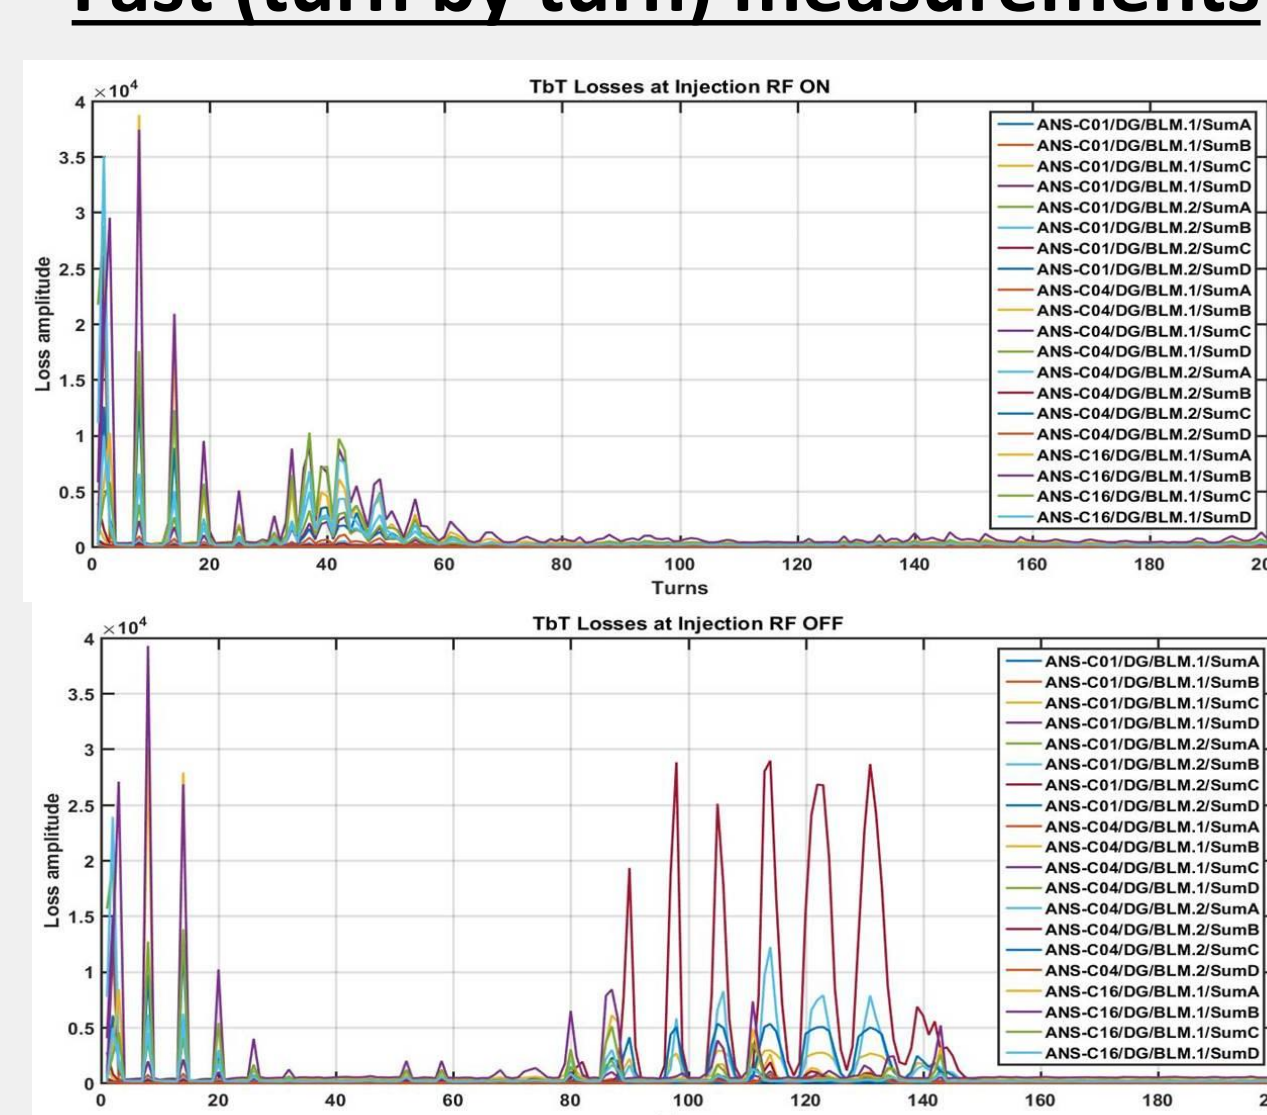 Fast (turn by turn) measurements
TbT Losses at Injection RF ON
×10^4
4
3.5
3
2.5
2
1.5
1
0.5
0
Loss amplitude
ANS-C01/DG/BLM.1/SumA
ANS-C01/DG/BLM.1/SumB
ANS-C01/DG/BLM.1/SumC
ANS-C01/DG/BLM.1/SumD
ANS-C01/DG/BLM.2/SumA
ANS-C01/DG/BLM.2/SumB
ANS-C01/DG/BLM.2/SumC
ANS-C01/DG/BLM.2/SumD
ANS-C04/DG/BLM.1/SumA
ANS-C04/DG/BLM.1/SumB
ANS-C04/DG/BLM.1/SumC
ANS-C04/DG/BLM.1/SumD
ANS-C04/DG/BLM.2/SumA
ANS-C04/DG/BLM.2/SumB
ANS-C04/DG/BLM.2/SumC
ANS-C04/DG/BLM.2/SumD
ANS-C16/DG/BLM.1/SumA
ANS-C16/DG/BLM.1/SumB
ANS-C16/DG/BLM.1/SumC
ANS-C16/DG/BLM.1/SumD
0 20 40 60 80 100 120 140 160 180
Turns
TbT Losses at Injection RF OFF
×10^4
4
3.5
3
2.5
2
1.5
1
0.5
0
Loss amplitude
ANS-C01/DG/BLM.1/SumA
ANS-C01/DG/BLM.1/SumB
ANS-C01/DG/BLM.1/SumC
ANS-C01/DG/BLM.1/SumD
ANS-C01/DG/BLM.2/SumA
ANS-C01/DG/BLM.2/SumB
ANS-C01/DG/BLM.2/SumC
ANS-C01/DG/BLM.2/SumD
ANS-C04/DG/BLM.1/SumA
ANS-C04/DG/BLM.1/SumB
ANS-C04/DG/BLM.1/SumC
ANS-C04/DG/BLM.1/SumD
ANS-C04/DG/BLM.2/SumA
ANS-C04/DG/BLM.2/SumB
ANS-C04/DG/BLM.2/SumC
ANS-C04/DG/BLM.2/SumD
ANS-C16/DG/BLM.1/SumA
ANS-C16/DG/BLM.1/SumB
ANS-C16/DG/BLM.1/SumC
ANS-C16/DG/BLM.1/SumD
0 20 40 60 80 100 120 140 160 180